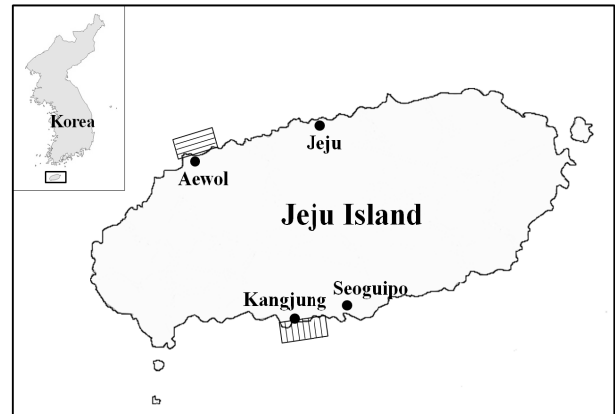 Korea
Jeju
Aewol
Jeju Island
Seoguipo
Kangjung